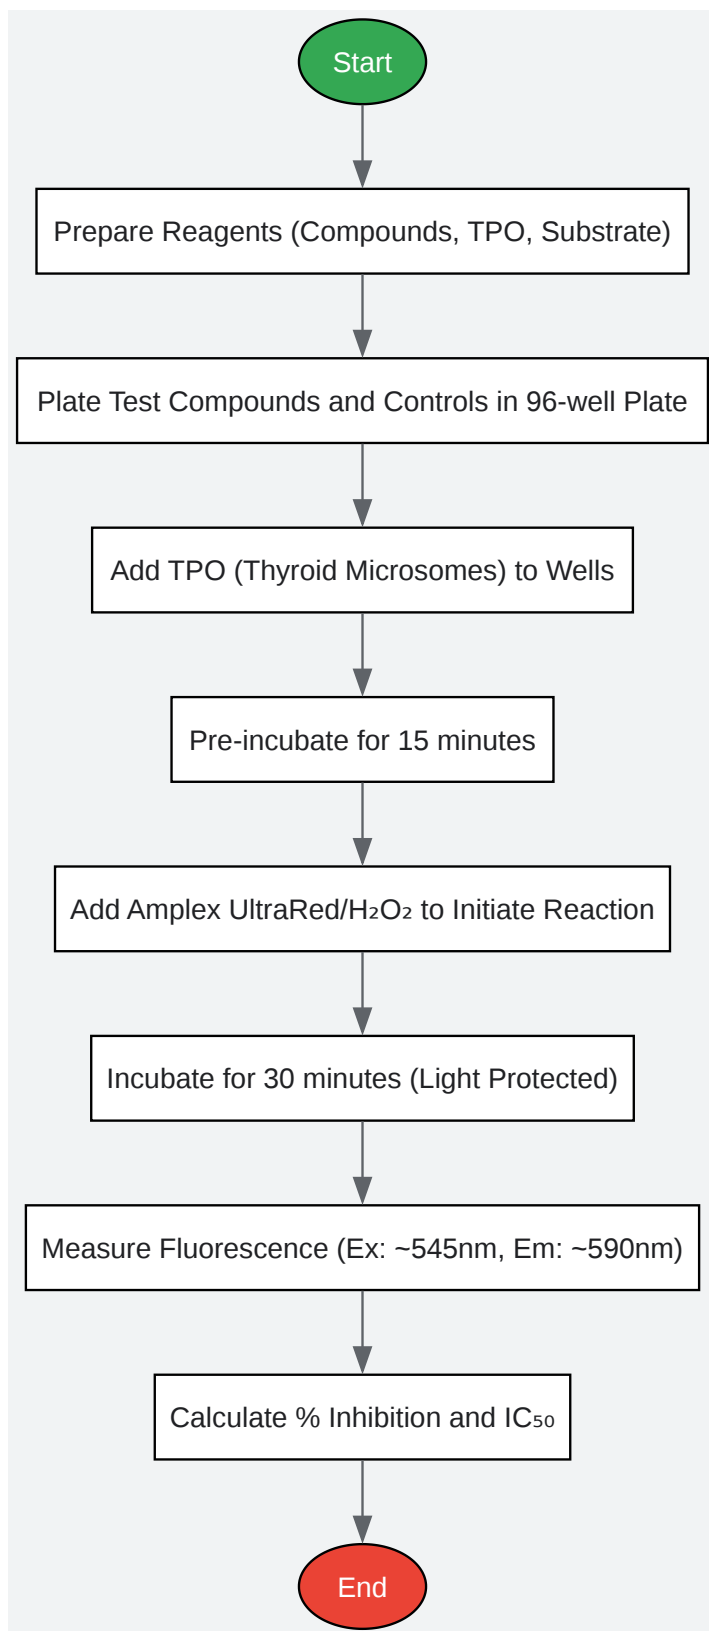 Start
Prepare Reagents (Compounds, TPO, Substrate)
Plate Test Compounds and Controls in 96-well Plate
Add TPO (Thyroid Microsomes) to Wells
Pre-incubate for 15 minutes
Add Amplex UltraRed/H₂O₂ to Initiate Reaction
Incubate for 30 minutes (Light Protected)
Measure Fluorescence (Ex: ~545nm, Em: ~590nm)
Calculate % Inhibition and IC₅₀
End